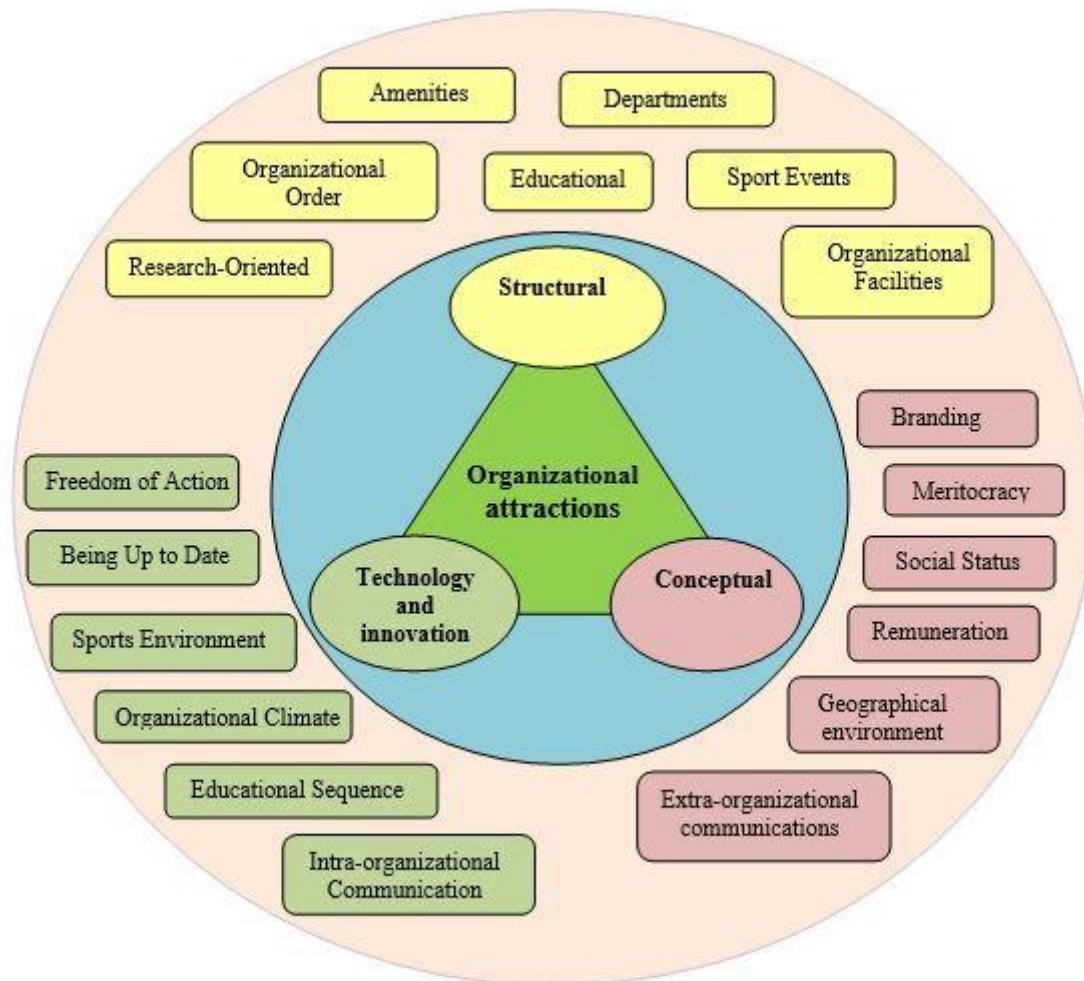 Amenities
Departments
Organizational
Order
Educational
Sport Events
Research-Oriented
Organizational
Facilities
Structural
Branding
Freedom of Action
Organizational
attractions
Meritocracy
Being Up to Date
Technology
and
innovation
Conceptual
Social Status
Sports Environment
Remuneration
Organizational Climate
Geographical
environment
Educational Sequence
Extra-organizational
communications
Intra-organizational
Communication